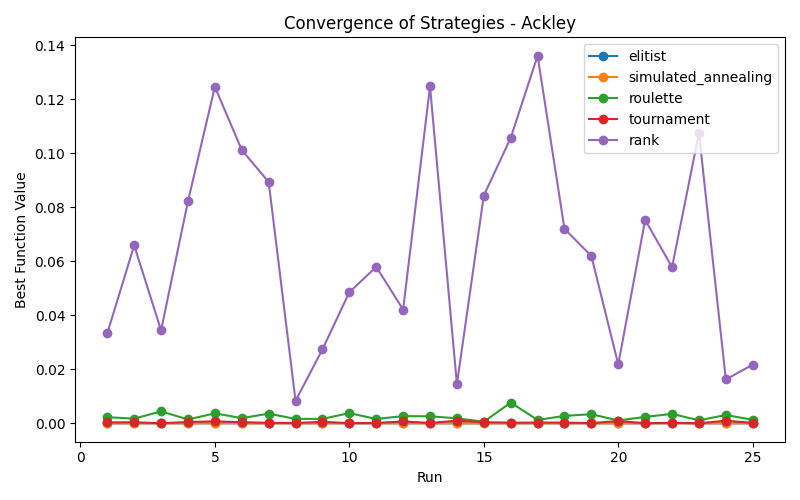 Convergence of Strategies - Ackley
elitist
simulated_annealing
roulette
tournament
rank
Best Function Value
0.14
0.12
0.10
0.08
0.06
0.04
0.02
0.00
0
5
10
15
20
25
Run